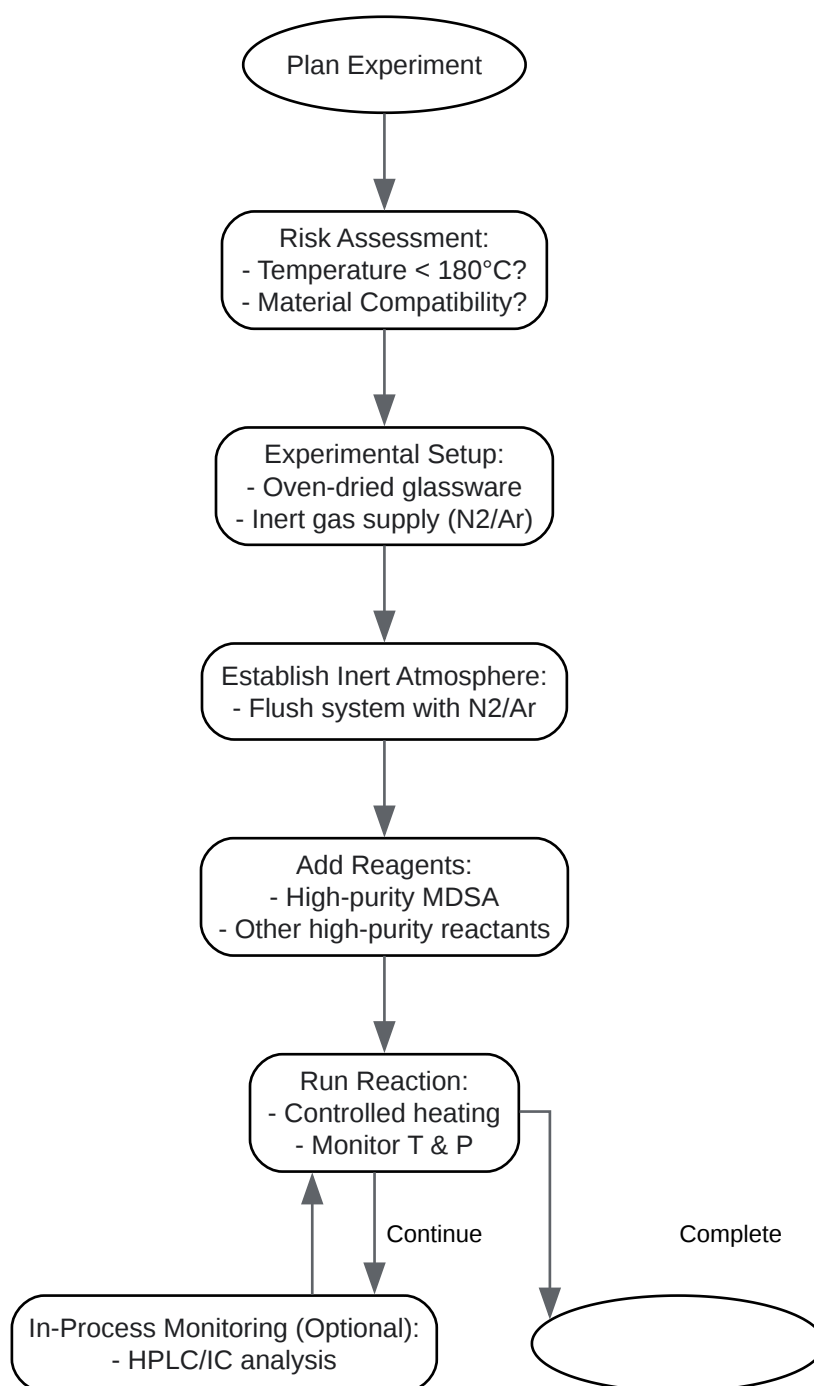 Plan Experiment
Risk Assessment:
- Temperature < 180°C?
- Material Compatibility?
Experimental Setup:
- Oven-dried glassware
- Inert gas supply (N2/Ar)
Establish Inert Atmosphere:
- Flush system with N2/Ar
Add Reagents:
- High-purity MDSA
- Other high-purity reactants
Run Reaction:
- Controlled heating
- Monitor T & P
Continue
Complete
In-Process Monitoring (Optional):
- HPLC/IC analysis